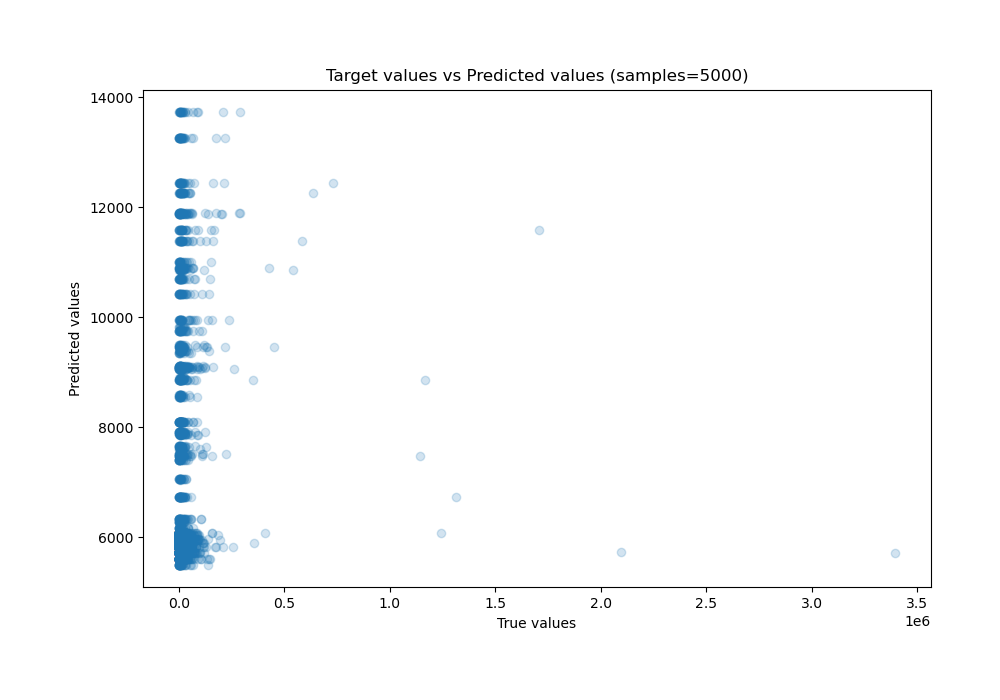 Target values vs Predicted values (samples=5000)
14000
12000
10000
8000
6000
Predicted values
0.0 0.5 1.0 1.5 2.0 2.5 3.0 3.5
1e6
True values